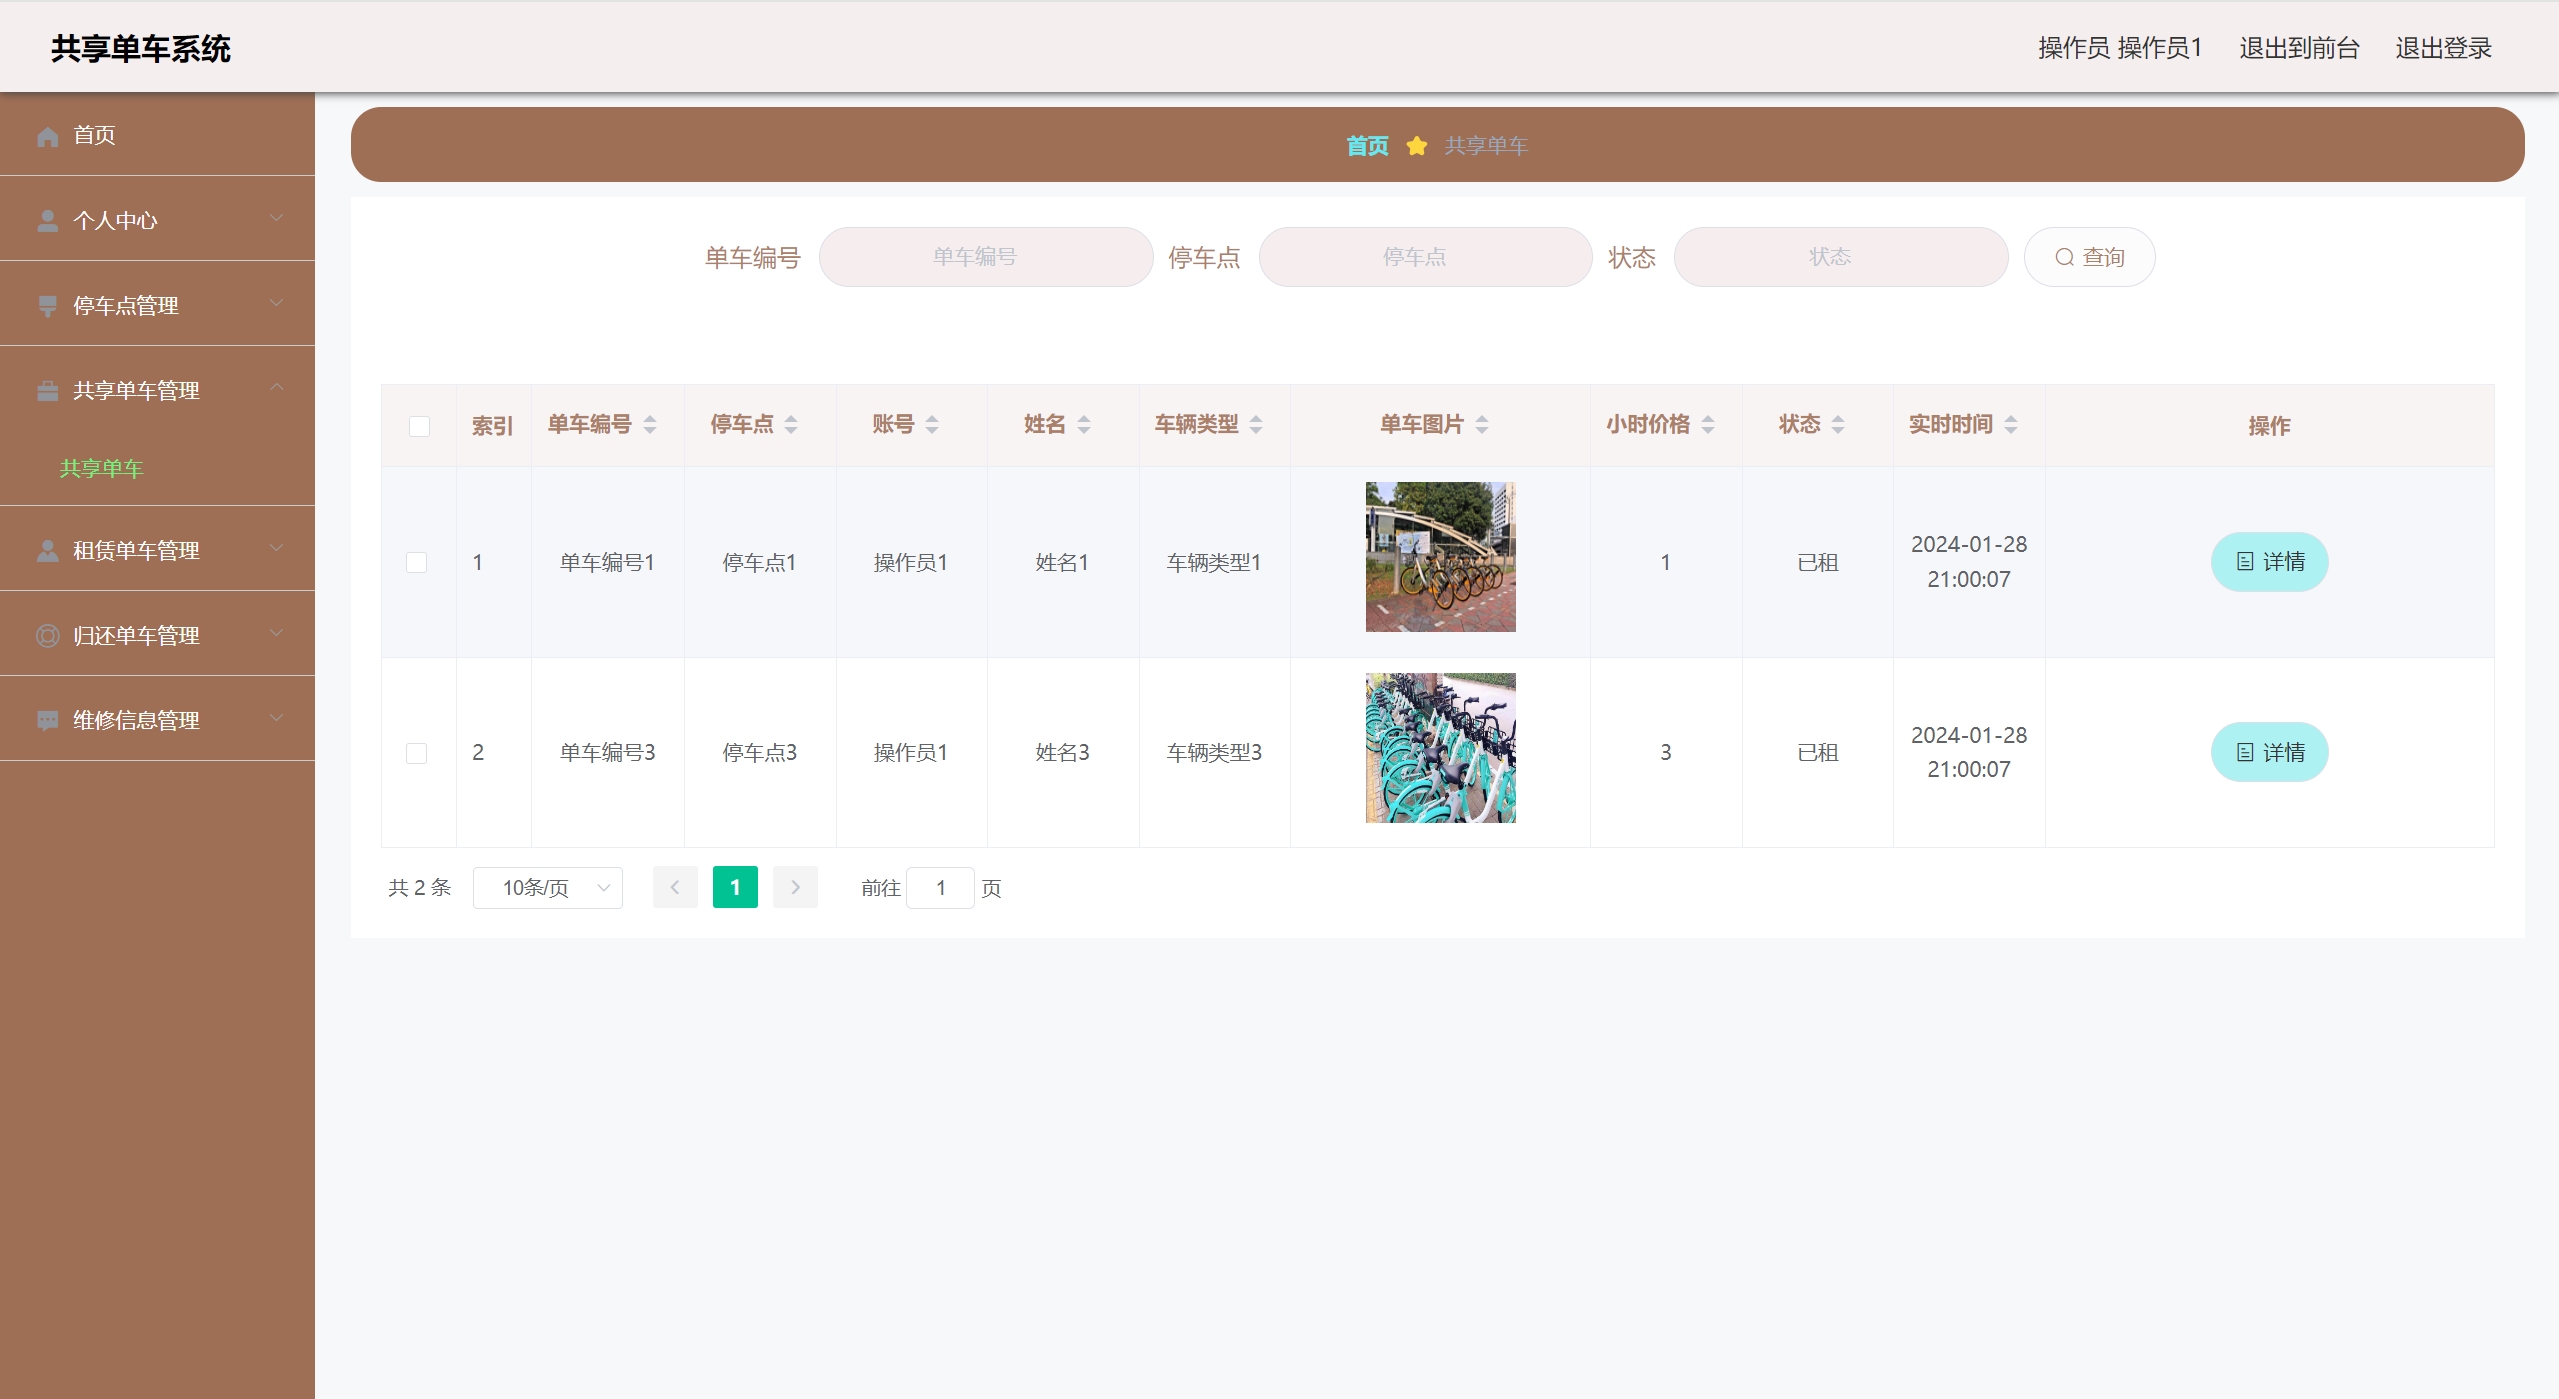 共享单车系统
操作员 操作员1 退出到前台 退出登录
首页
个人中心
停车点管理
共享单车管理
共享单车
租赁单车管理
归还单车管理
维修信息管理
首页 共享单车
单车编号 单车编号 停车点 停车点 状态 状态 查询
索引 单车编号 停车点 账号 姓名 车辆类型 单车图片 小时价格 状态 实时时间 操作
1 单车编号1 停车点1 操作员1 姓名1 车辆类型1 1 已租 2024-01-28 21:00:07 详情
2 单车编号3 停车点3 操作员1 姓名3 车辆类型3 3 已租 2024-01-28 21:00:07 详情
共 2 条 10条/页 1 前往 1 页